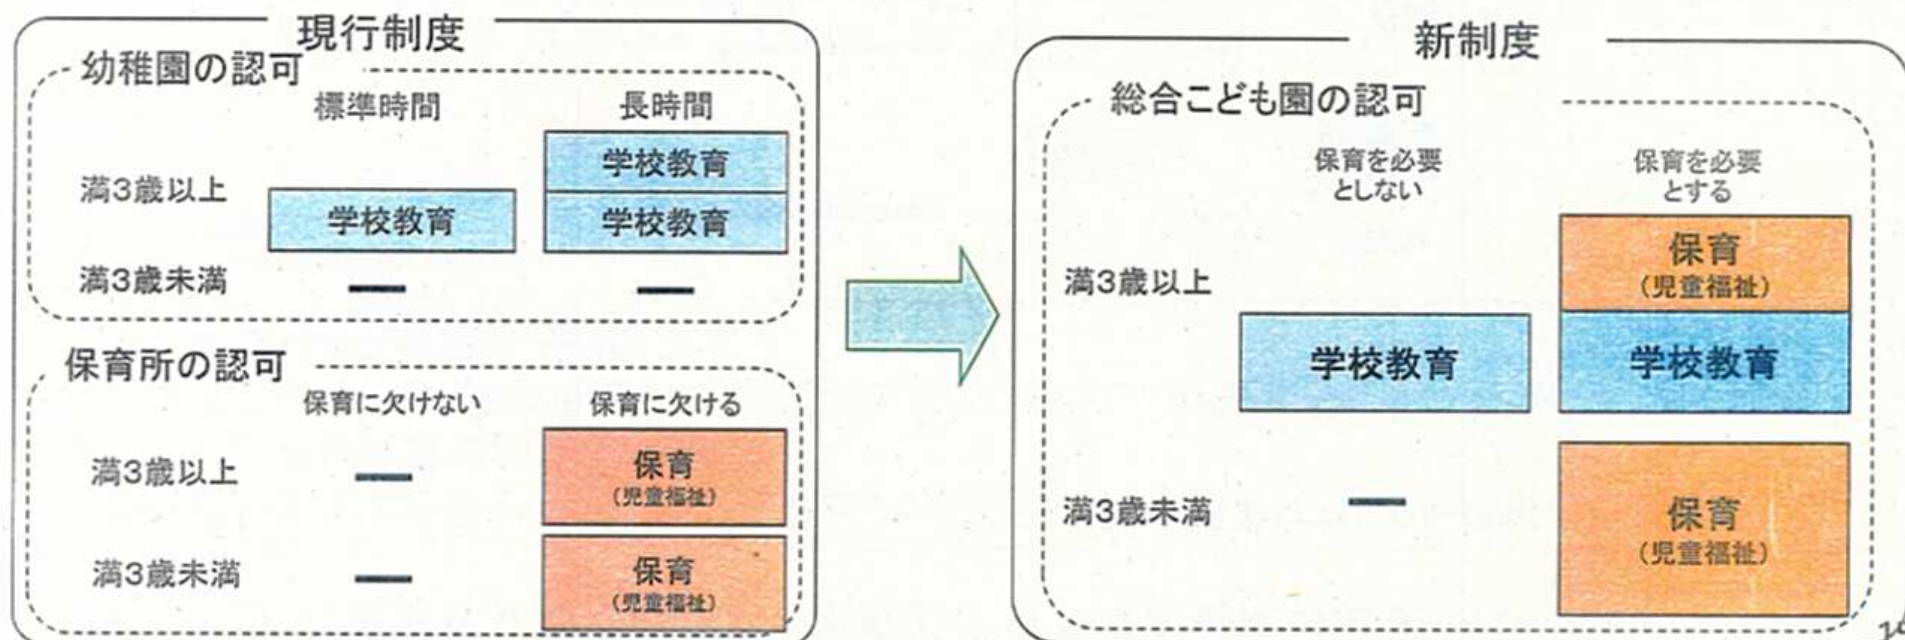 現行制度
幼稚園の認可
標準時間 長時間
学校教育
満3歳以上
学校教育 学校教育
満3歳未満 ー ー
保育所の認可
保育に欠けない 保育に欠ける
満3歳以上 ー 保育
(児童福祉)
満3歳未満 ー 保育
(児童福祉)
新制度
総合こども園の認可
保育を必要
としない
保育を必要
とする
保育
(児童福祉)
満3歳以上
学校教育 学校教育
満3歳未満 ー 保育
(児童福祉)